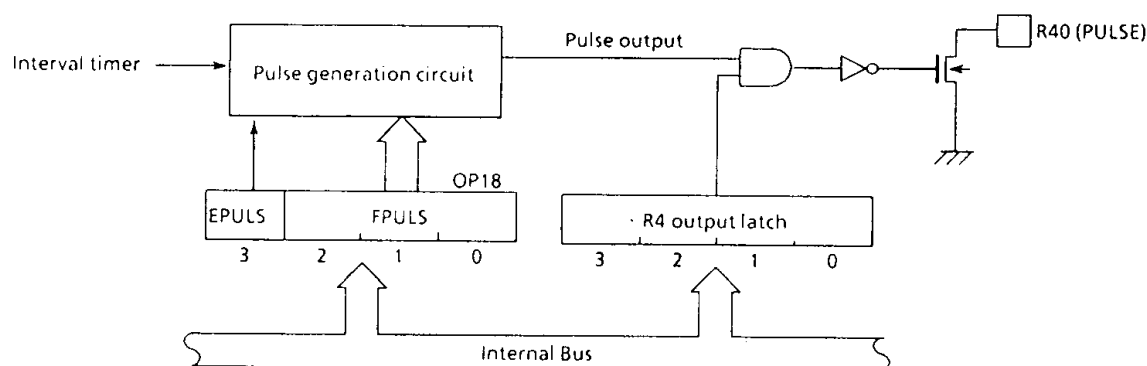 R40 (PULSE)
Pulse output
Interval timer
Pulse generation circuit
OP18
EPULS
FPULS
R4 output latch
3 2 1 0
3 2 1 0
Internal Bus